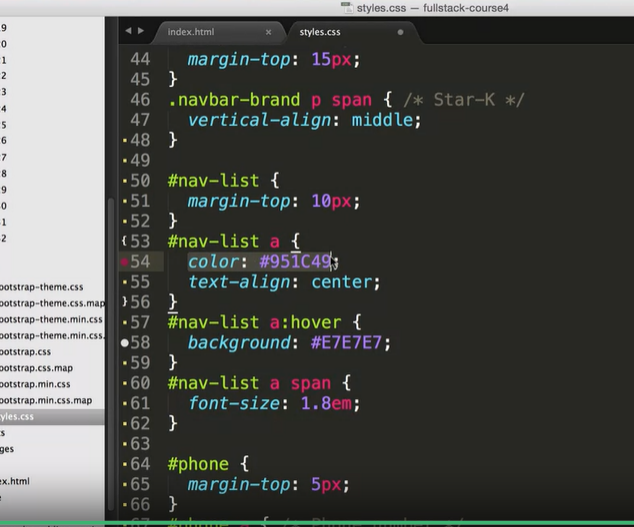 styles.css — fullstack-course4
index.html × styles.css
44 margin-top: 15px;
45 }
46 .navbar-brand p span { /* Star-K */
47 vertical-align: middle;
48 }
49
50 #nav-list {
51 margin-top: 10px;
52 }
53 #nav-list a {
54 color: #951C49;
55 text-align: center;
56 }
57 #nav-list a:hover {
58 background: #E7E7E7;
59 }
60 #nav-list a span {
61 font-size: 1.8em;
62 }
63
64 #phone {
65 margin-top: 5px;
66 }
9
0
1
2
3
4
5
6
7
8
9
0
1
2
ootstrap-theme.css
ootstrap-theme.css.map
ootstrap-theme.min.css
ootstrap-theme.min.css.
ootstrap.css
ootstrap.css.map
ootstrap.min.css
ootstrap.min.css.map
yles.css
s
ges
ex.html